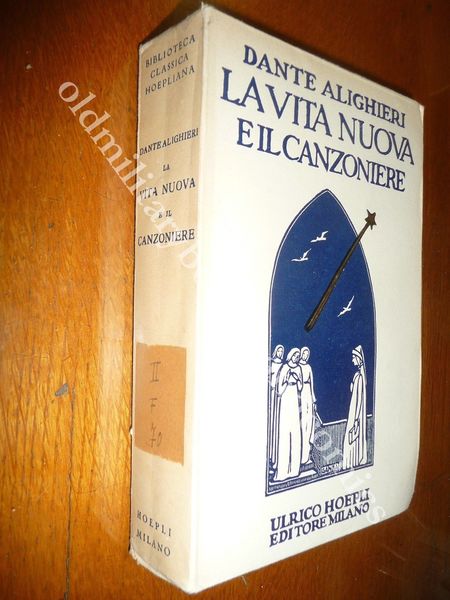 BIBLIOTECA
CLASSICA
HOEPLIANA
DANTE ALIGHIERI
LA
VITA NUOVA
E IL
CANZONIERE
II
F
70
HOEPLI
MILANO
DANTE ALIGHIERI
LA VITA NUOVA
E IL CANZONIERE
ULRICO HOEPLI
EDITORE MILANO